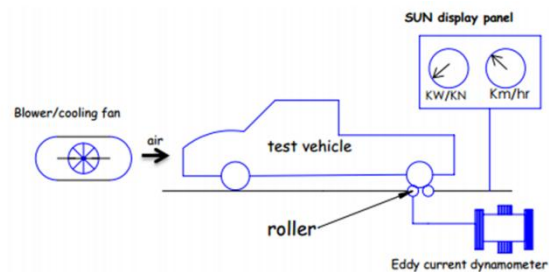 SUN display panel
KW/KN
Km/hr
Blower/cooling fan
air
test vehicle
roller
Eddy current dynamometer